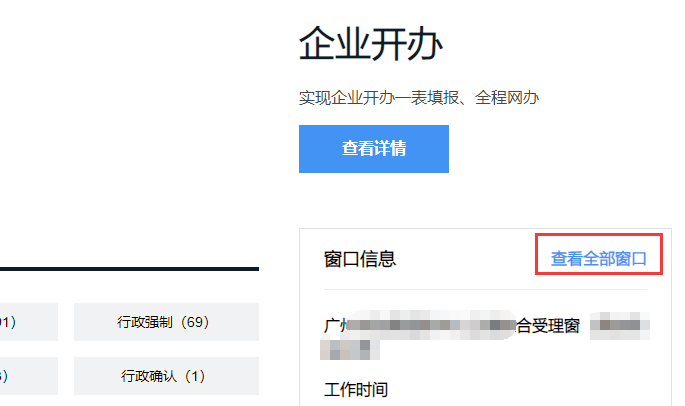 企业开办
实现企业开办一表填报、全程网办
查看详情
窗口信息
查看全部窗口
行政强制（69）
广州
合受理窗
行政确认（1）
工作时间